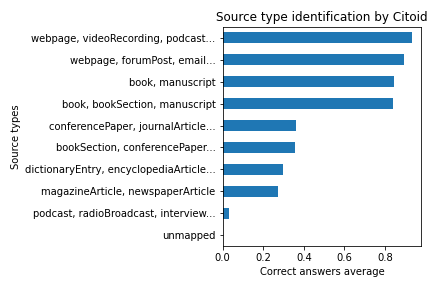 Source type identification by Citoid
webpage, videoRecording, podcast...
webpage, forumPost, email...
book, manuscript
book, bookSection, manuscript
conferencePaper, journalArticle...
bookSection, conferencePaper...
dictionaryEntry, encyclopediaArticle...
magazineArticle, newspaperArticle
podcast, radioBroadcast, interview...
unmapped
Source types
0.0 0.2 0.4 0.6 0.8
Correct answers average